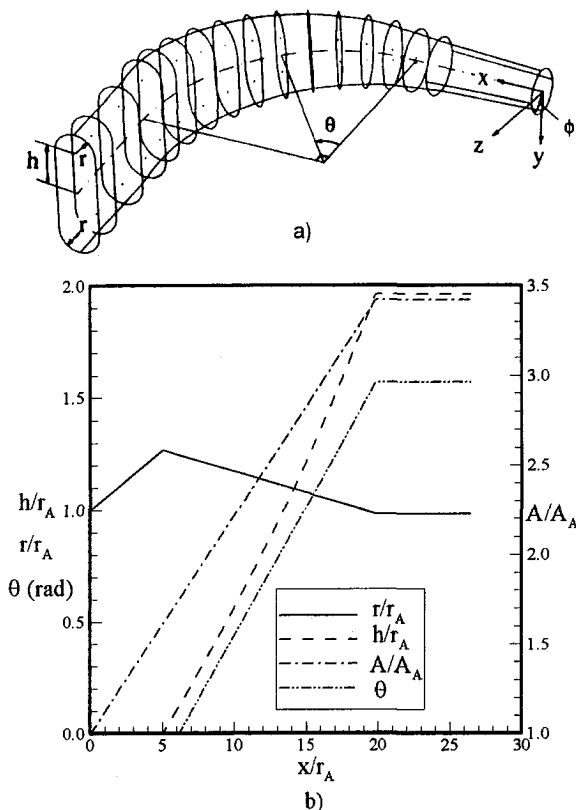 θ
x
φ
z
y
h
r
r
a)
2.0
1.5
1.0
0.5
0.0
h/r_A
r/r_A
θ (rad)
3.5
3.0
2.5
2.0
1.5
1.0
A/A_A
r/r_A
h/r_A
A/A_A
θ
0 5 10 15 20 25 30
x/r_A
b)